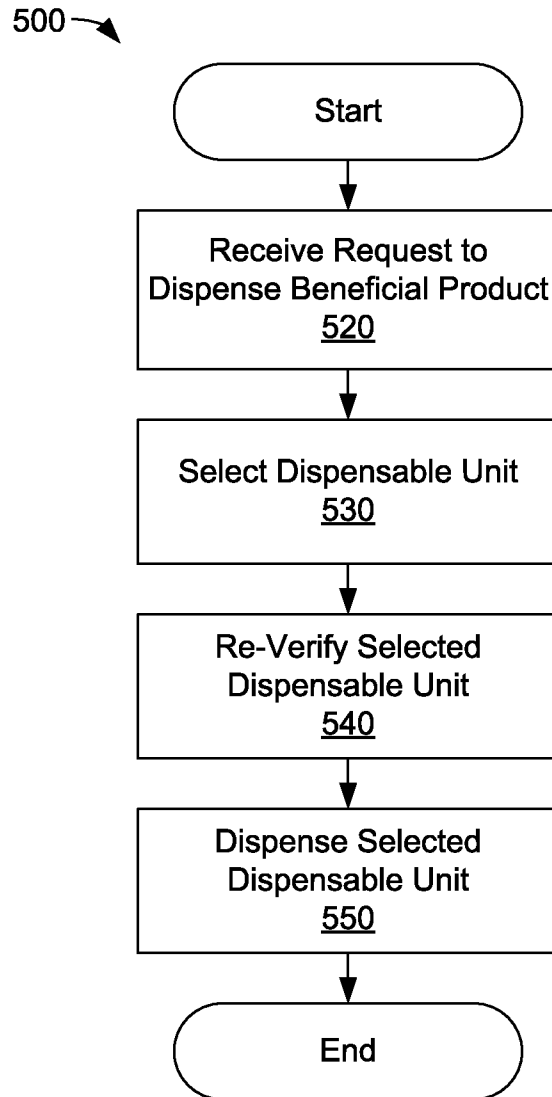 500
Start
Receive Request to
Dispense Beneficial Product
520
Select Dispensable Unit
530
Re-Verify Selected
Dispensable Unit
540
Dispense Selected
Dispensable Unit
550
End